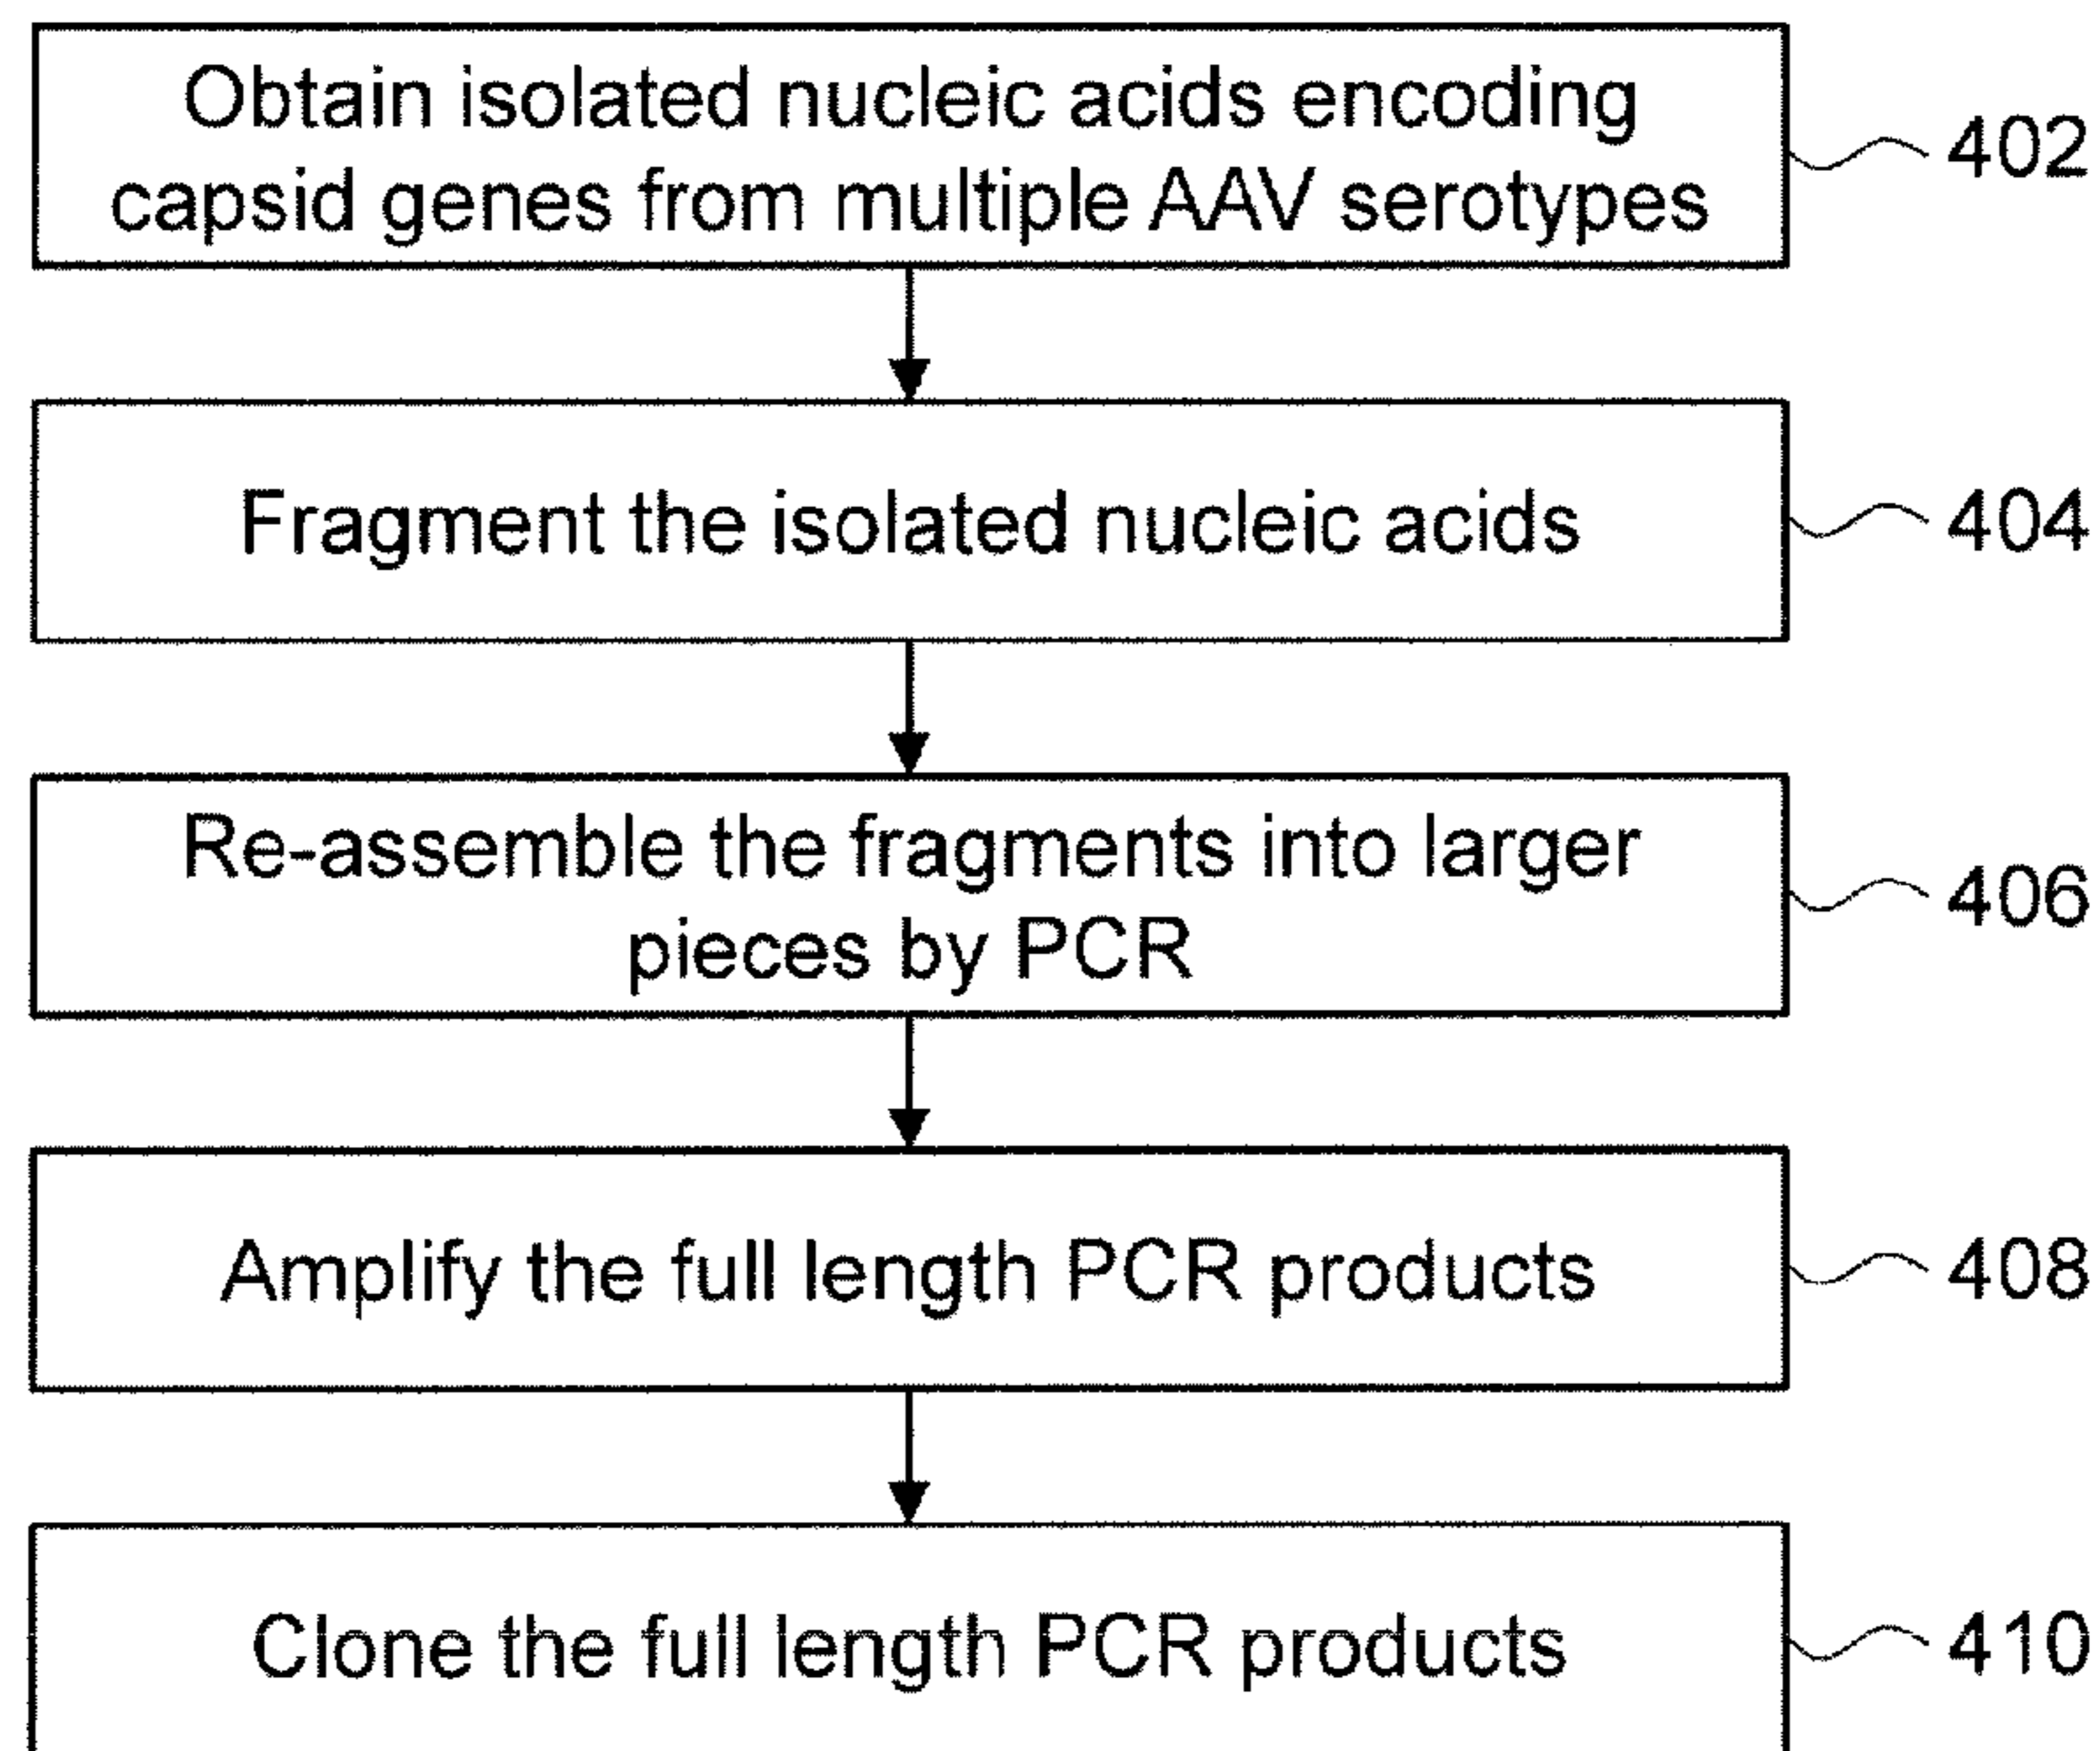 Obtain isolated nucleic acids encoding
capsid genes from multiple AAV serotypes
402
Fragment the isolated nucleic acids
404
Re-assemble the fragments into larger
pieces by PCR
406
Amplify the full length PCR products
408
Clone the full length PCR products
410